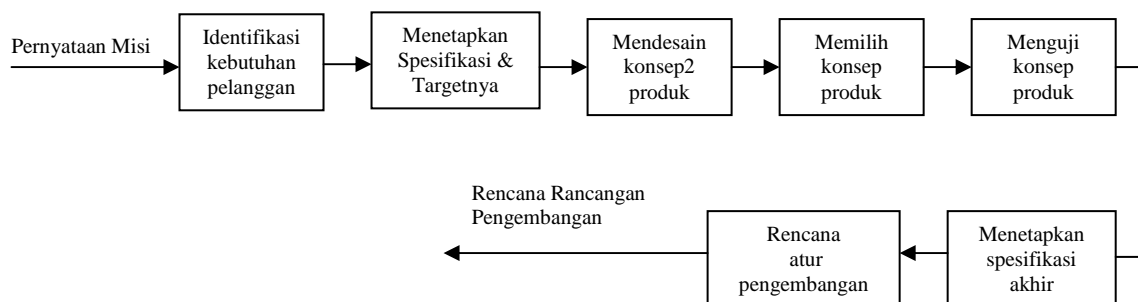 Pernyataan Misi
Identifikasi
kebutuhan
pelanggan
Menetapkan
Spesifikasi &
Targetnya
Mendesain
konsep2
produk
Memilih
konsep
produk
Menguji
konsep
produk
Rencana Rancangan
Pengembangan
Rencana
atur
pengembangan
Menetapkan
spesifikasi
akhir